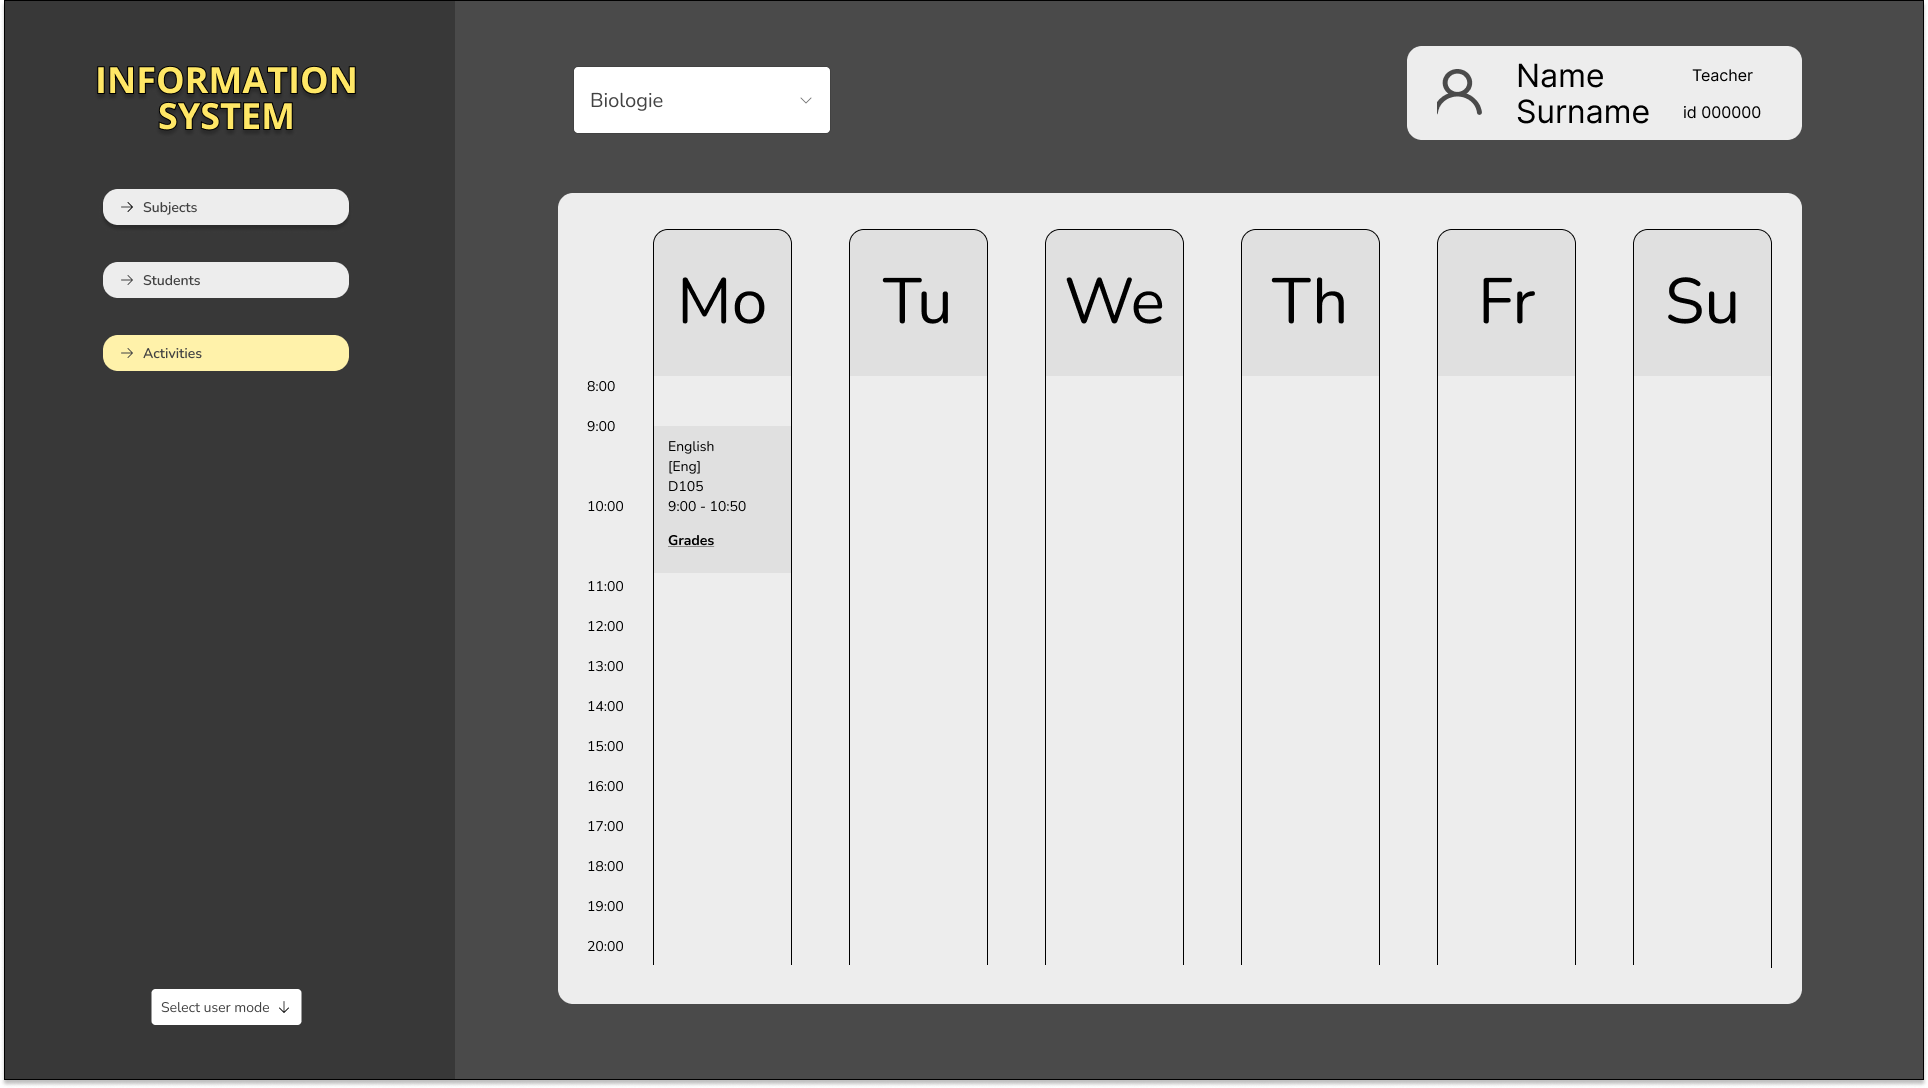 INFORMATION
SYSTEM
Subjects
Students
Activities
Select user mode
Biologie
Name
Surname
Teacher
id 000000
Mo Tu We Th Fr Su
8:00
9:00
English
[Eng]
D105
10:00 9:00 - 10:50
Grades
11:00
12:00
13:00
14:00
15:00
16:00
17:00
18:00
19:00
20:00